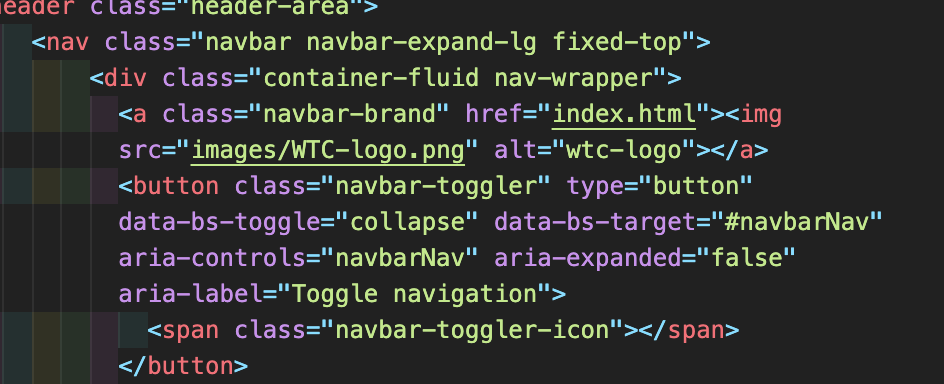 header class="header-area">
<nav class="navbar navbar-expand-lg fixed-top">
<div class="container-fluid nav-wrapper">
<a class="navbar-brand" href="index.html"><img
src="images/WTC-logo.png" alt="wtc-logo"></a>
<button class="navbar-toggler" type="button"
data-bs-toggle="collapse" data-bs-target="#navbarNav"
aria-controls="navbarNav" aria-expanded="false"
aria-label="Toggle navigation">
<span class="navbar-toggler-icon"></span>
</button>